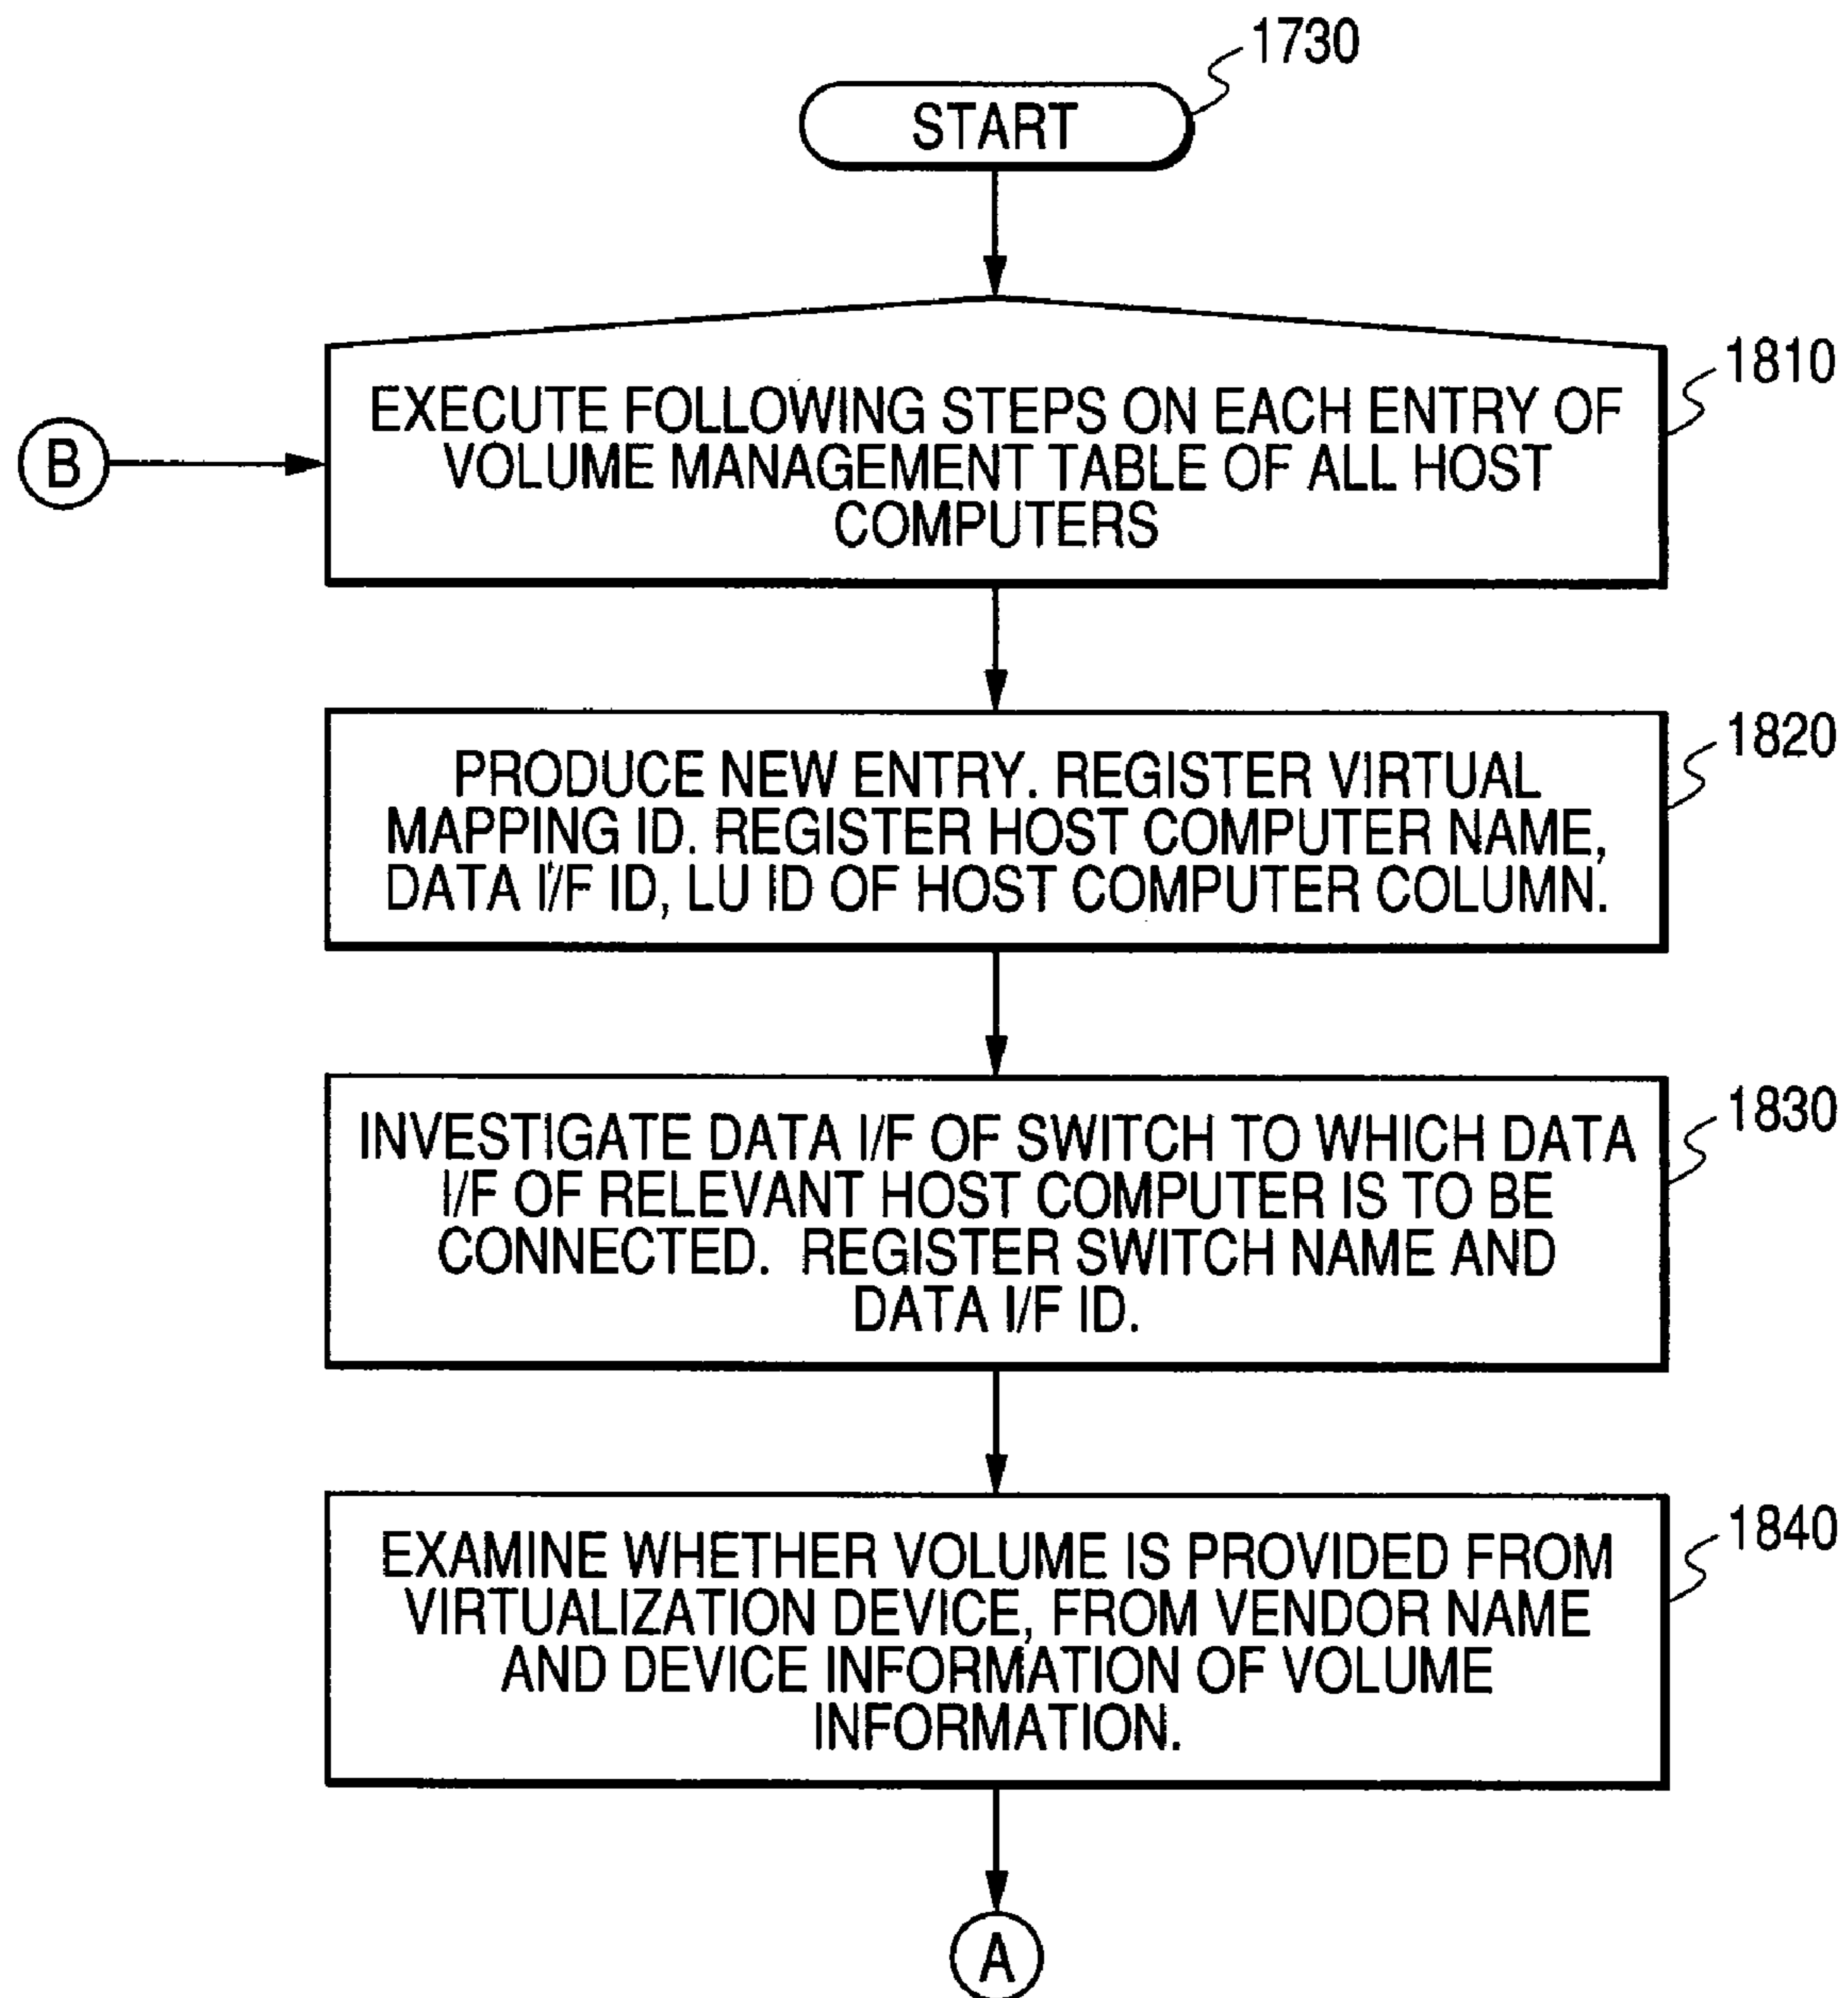 1730
START
1810
EXECUTE FOLLOWING STEPS ON EACH ENTRY OF
VOLUME MANAGEMENT TABLE OF ALL HOST
COMPUTERS
B
1820
PRODUCE NEW ENTRY. REGISTER VIRTUAL
MAPPING ID. REGISTER HOST COMPUTER NAME,
DATA I/F ID, LU ID OF HOST COMPUTER COLUMN.
1830
INVESTIGATE DATA I/F OF SWITCH TO WHICH DATA
I/F OF RELEVANT HOST COMPUTER IS TO BE
CONNECTED. REGISTER SWITCH NAME AND
DATA I/F ID.
1840
EXAMINE WHETHER VOLUME IS PROVIDED FROM
VIRTUALIZATION DEVICE, FROM VENDOR NAME
AND DEVICE INFORMATION OF VOLUME
INFORMATION.
A